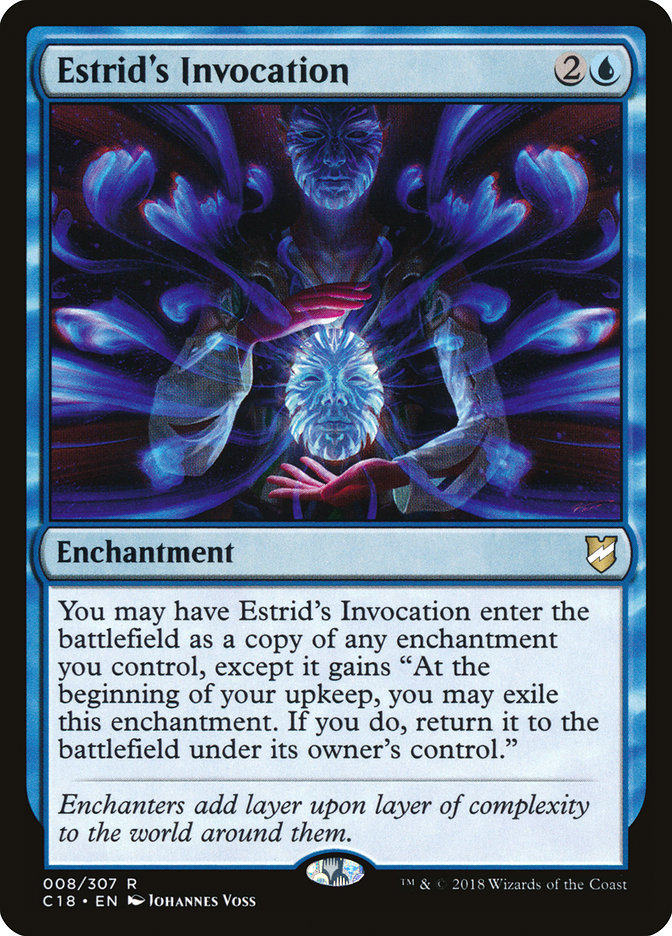 Estrid's Invocation 2
Enchantment
You may have Estrid's Invocation enter the
battlefield as a copy of any enchantment
you control, except it gains “At the
beginning of your upkeep, you may exile
this enchantment. If you do, return it to the
battlefield under its owner's control.”
Enchanters add layer upon layer of complexity
to the world around them.
008/307 R
™ & © 2018 Wizards of the Coast
C18 • EN Johannes Voss